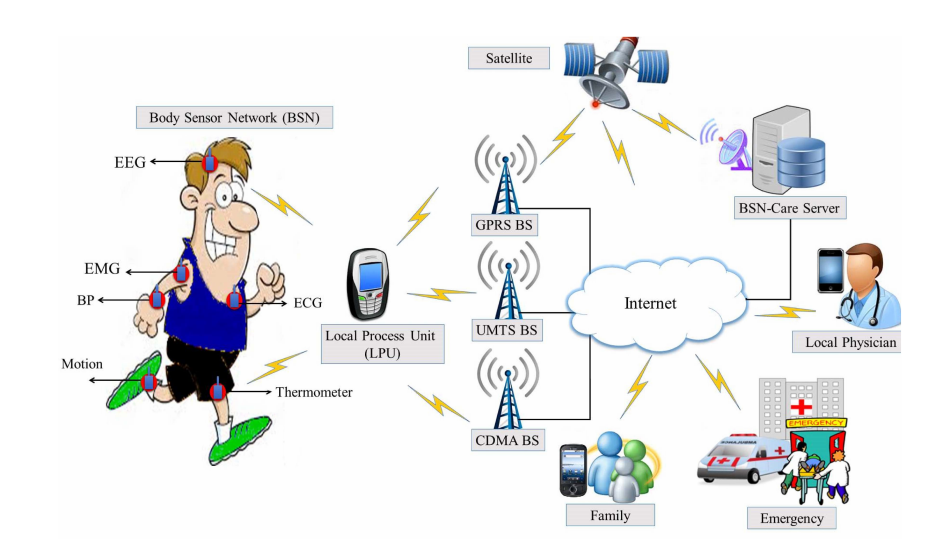 Satellite
Body Sensor Network (BSN)
EEG
EMG
BP
ECG
Motion
Thermometer
Local Process Unit
(LPU)
GPRS BS
UMTS BS
CDMA BS
Internet
BSN-Care Server
Local Physician
Family
EMERGENCY
AMBULANCE
Emergency